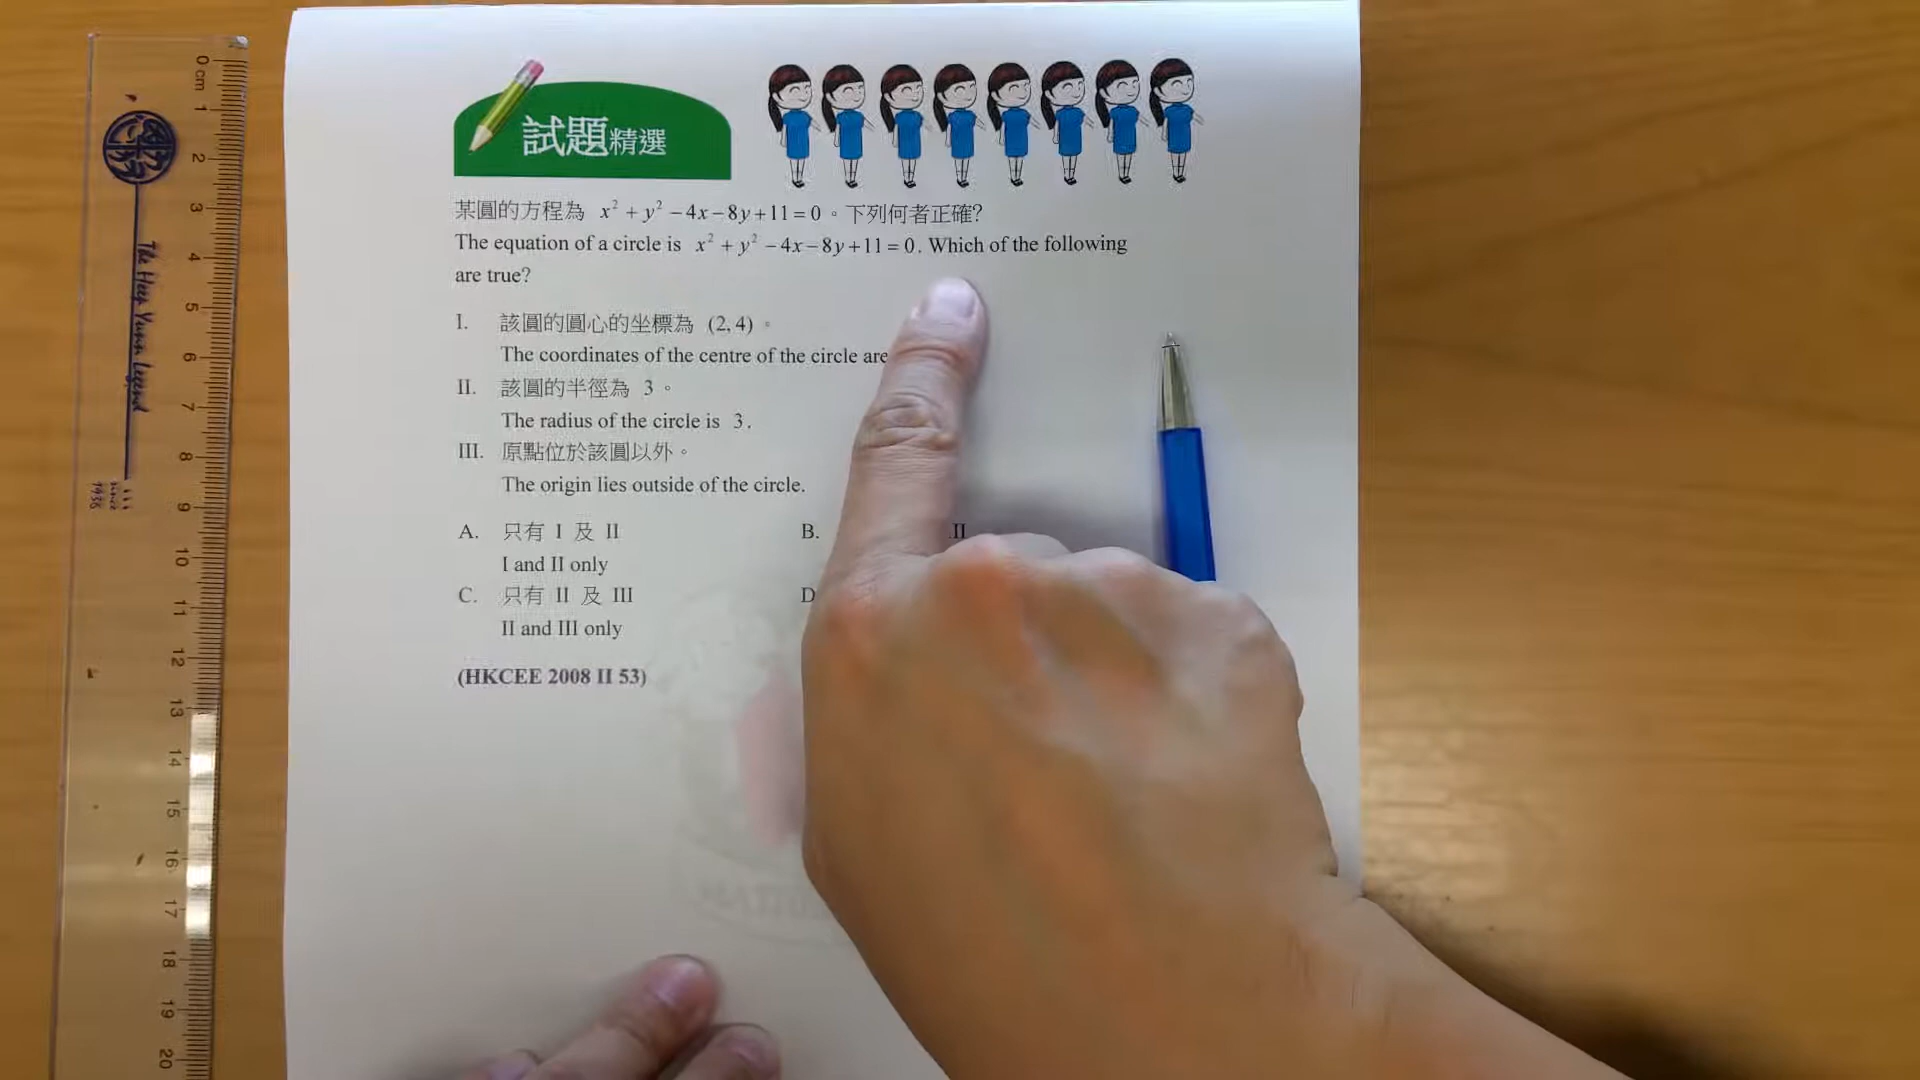 試題精選
某圓的方程為 x² + y² − 4x − 8y + 11 = 0。下列何者正確?
The equation of a circle is x² + y² − 4x − 8y + 11 = 0. Which of the following
are true?
I. 該圓的圓心的坐標為 (2, 4)。
The coordinates of the centre of the circle are
II. 該圓的半徑為 3。
The radius of the circle is 3.
III. 原點位於該圓以外。
The origin lies outside of the circle.
A. 只有 I 及 II
B.
I and II only
C. 只有 II 及 III
D
II and III only
(HKCEE 2008 II 53)
0 cm 1 2 3 4 5 6 7 8 9 10 11 12 13 14 15 16 17 18 19 20
The Heep Yunn Legend
since
1936